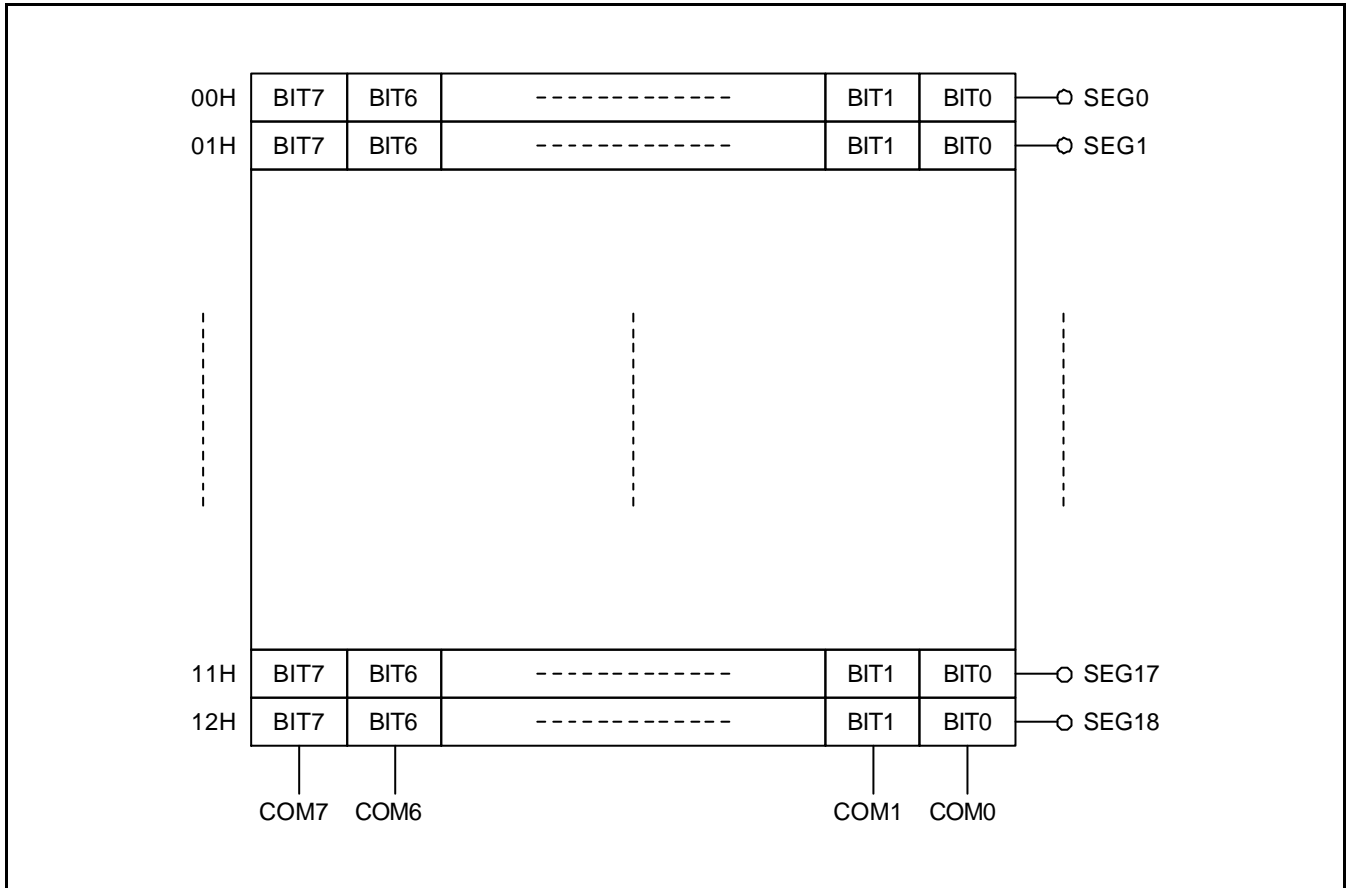 00H BIT7 BIT6 BIT1 BIT0 SEG0
01H BIT7 BIT6 BIT1 BIT0 SEG1
11H BIT7 BIT6 BIT1 BIT0 SEG17
12H BIT7 BIT6 BIT1 BIT0 SEG18
COM7 COM6 COM1 COM0